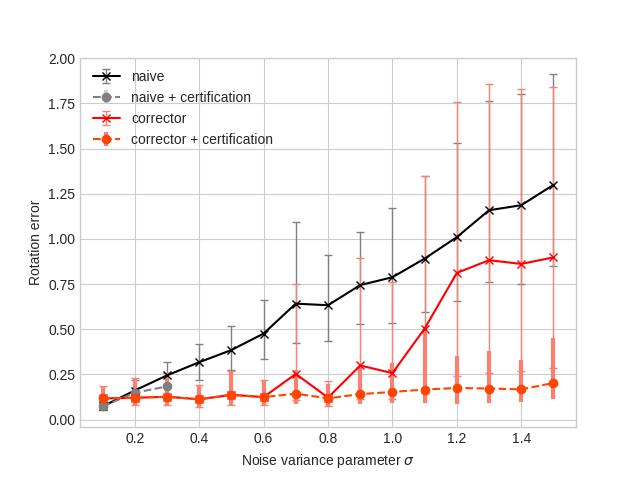 2.00
1.75
1.50
1.25
1.00
0.75
0.50
0.25
0.00
Rotation error
naive
naive + certification
corrector
corrector + certification
0.2 0.4 0.6 0.8 1.0 1.2 1.4
Noise variance parameter σ